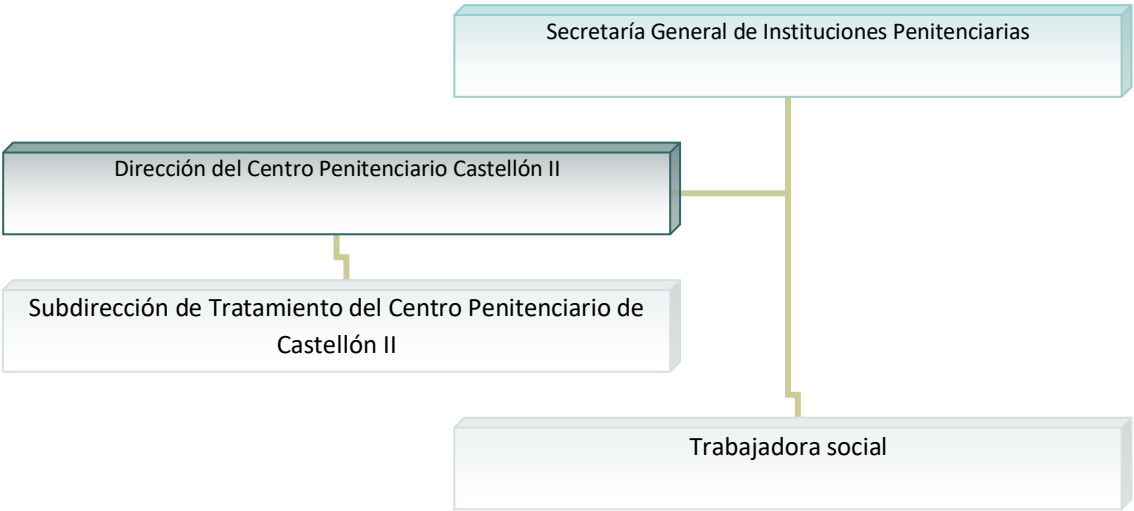 Secretaría General de Instituciones Penitenciarias
Dirección del Centro Penitenciario Castellón II
Subdirección de Tratamiento del Centro Penitenciario de
Castellón II
Trabajadora social